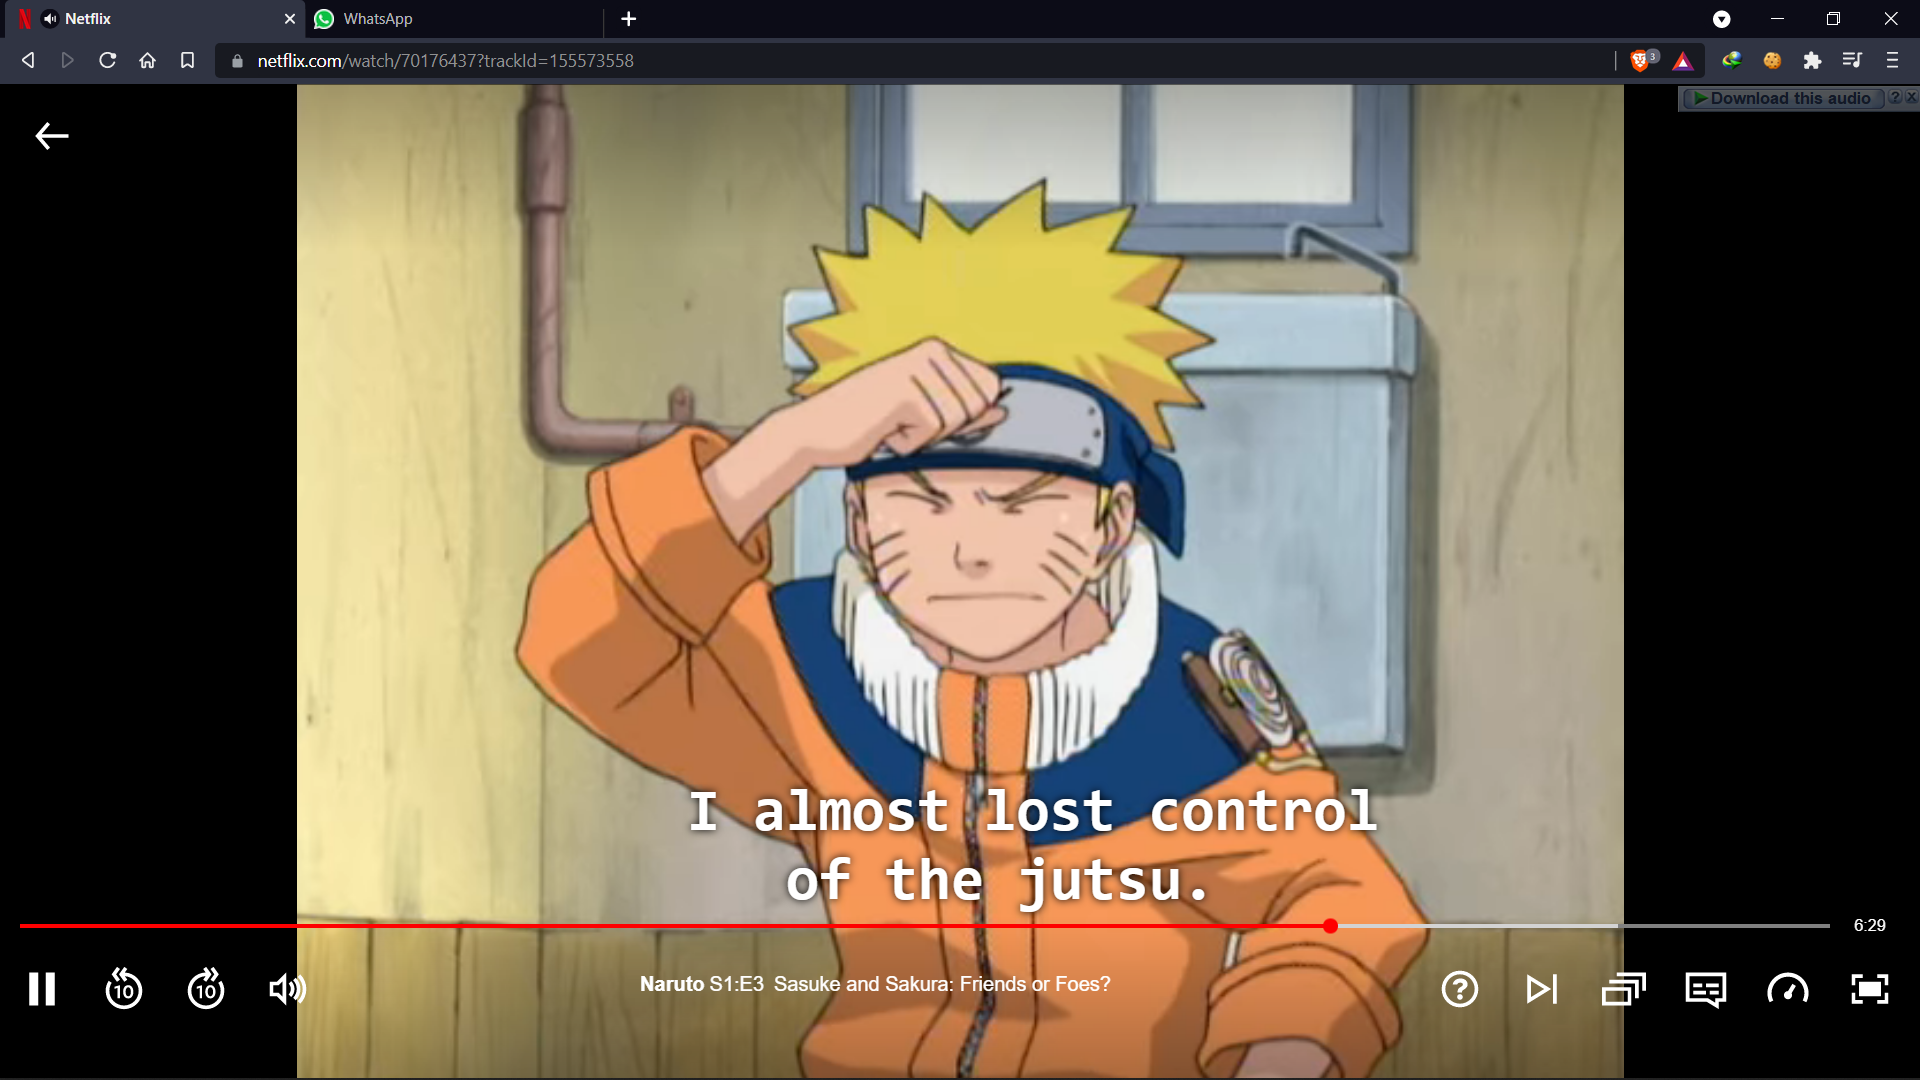 Netflix
WhatsApp
netflix.com/watch/70176437?trackId=155573558
3
Download this audio
I almost lost control
of the jutsu.
6:29
10
10
Naruto S1:E3 Sasuke and Sakura: Friends or Foes?